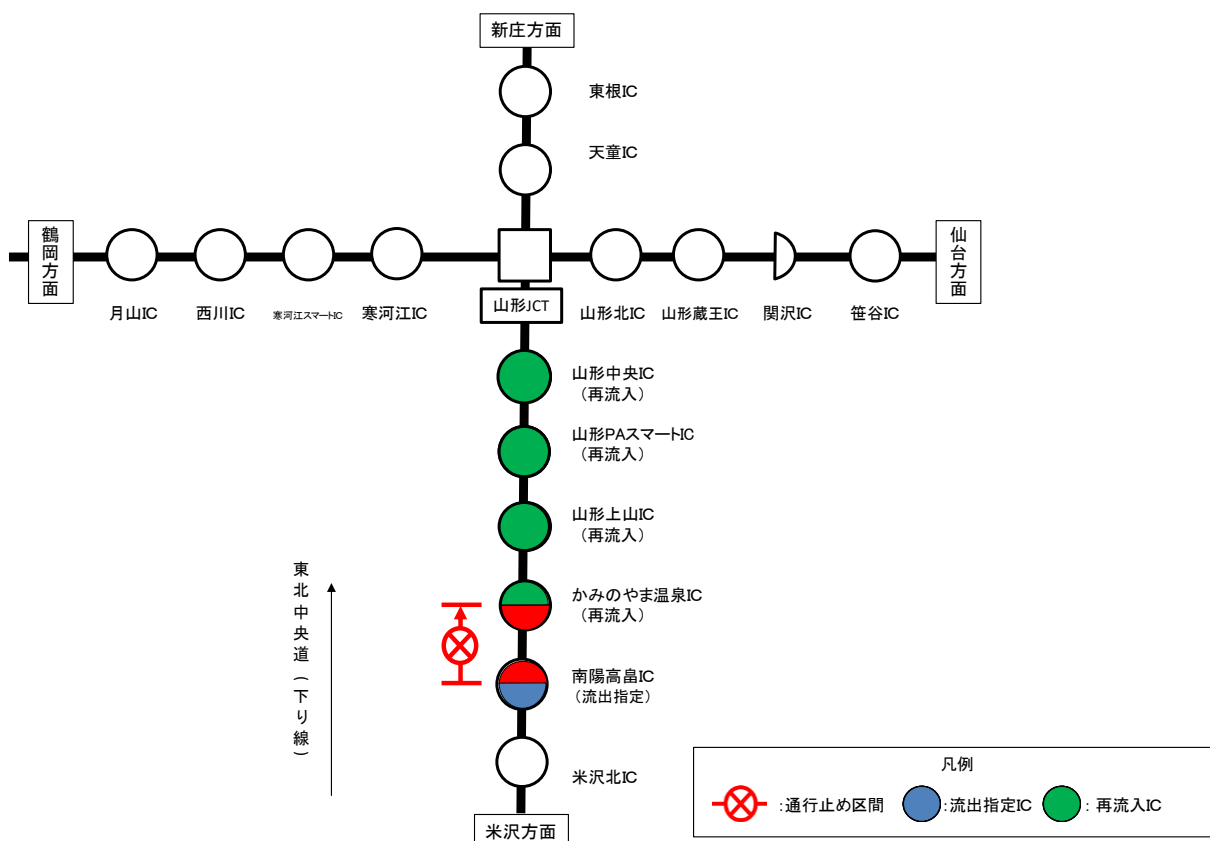 新庄方面
東根IC
天童IC
鶴岡方面
仙台方面
月山IC
西川IC
寒河江スマートIC
寒河江IC
山形JCT
山形北IC
山形蔵王IC
関沢IC
笹谷IC
山形中央IC
（再流入）
山形PAスマートIC
（再流入）
山形上山IC
（再流入）
かみのやま温泉IC
（再流入）
東北中央道（下り線）
南陽高畠IC
（流出指定）
米沢北IC
米沢方面
凡例
:通行止め区間
:流出指定IC
: 再流入IC